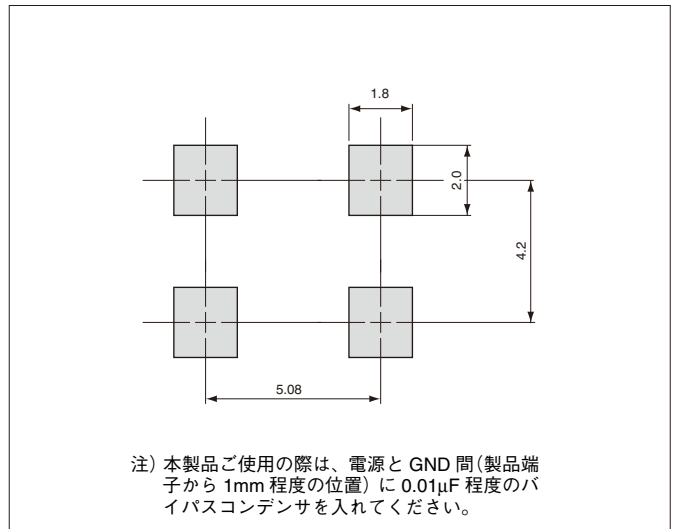 1.8
2.0
4.2
5.08
注) 本製品ご使用の際は、電源と GND 間(製品端
子から 1mm 程度の位置) に 0.01μF 程度のバ
イパスコンデンサを入れてください。